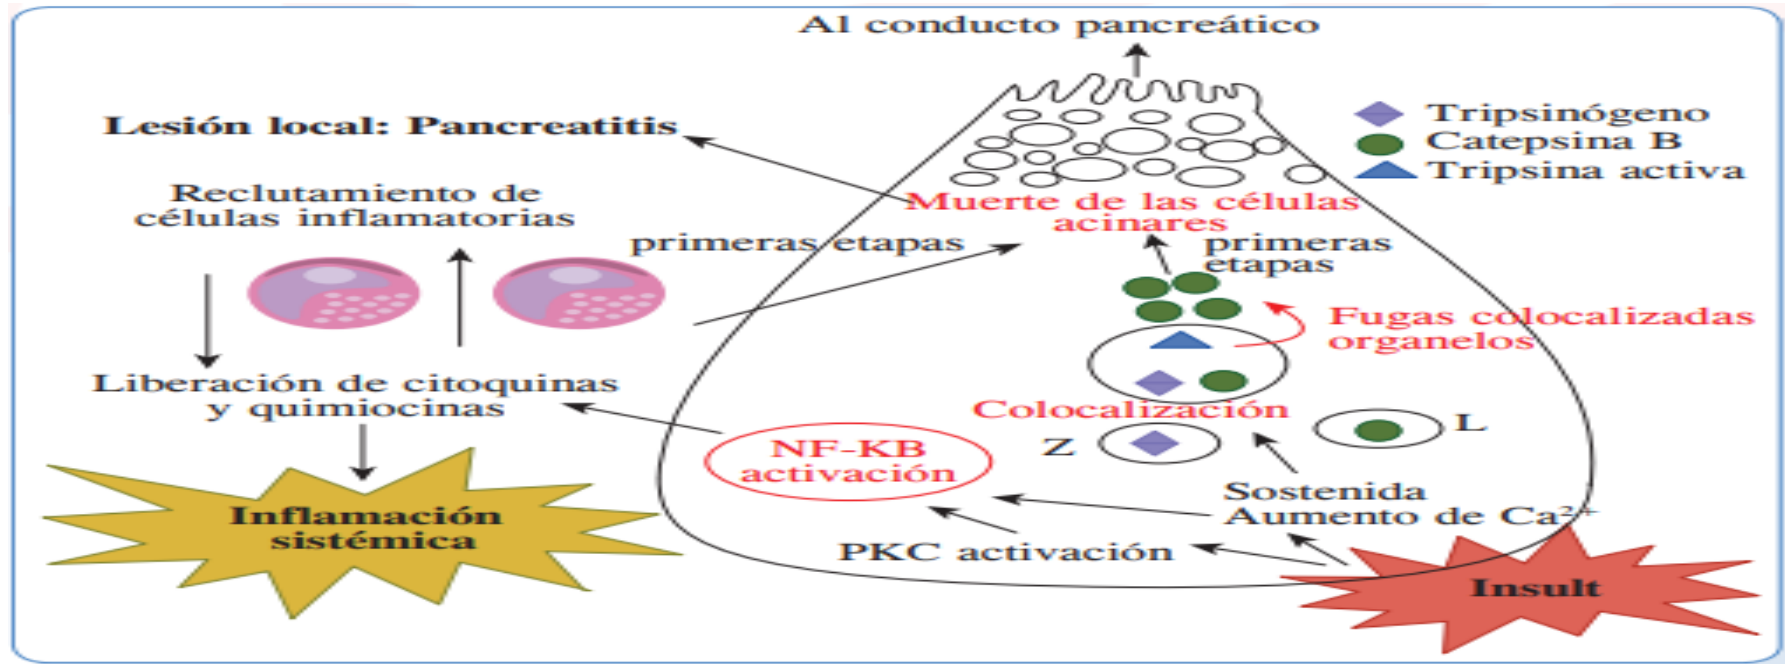 Al conducto pancreático
Lesión local: Pancreatitis
Tripsinógeno
Catepsina B
Tripsina activa
Reclutamiento de
células inflamatorias
Muerte de las células
acinares
primeras etapas
primeras
etapas
Fugas colocalizadas
organelos
Liberación de citoquinas
y quimiocinas
Colocalización
Z
L
NF-KB
activación
Sostenida
Aumento de Ca²⁺
PKC activación
Inflamación
sistémica
Insult